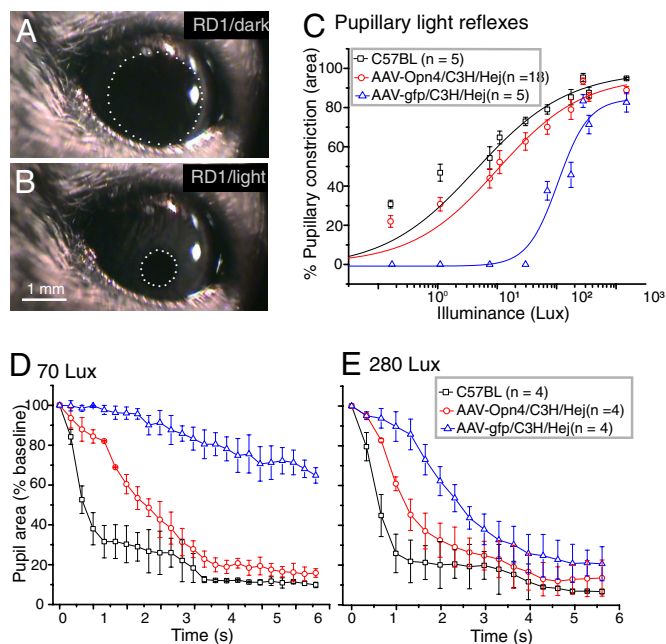 A
RD1/dark
B
RD1/light
1 mm
C Pupillary light reflexes
C57BL (n = 5)
AAV-Opn4/C3H/Hej(n =18)
AAV-gfp/C3H/Hej(n = 5)
100
80
60
40
20
0
% Pupillary constriction (area)
10⁰ 10¹ 10² 10³
Illuminance (Lux)
D 70 Lux
100
80
60
40
20
0
Pupil area (% baseline)
0 1 2 3 4 5 6
Time (s)
E 280 Lux
C57BL (n = 4)
AAV-Opn4/C3H/Hej(n =4)
AAV-gfp/C3H/Hej(n = 4)
0 1 2 3 4 5 6
Time (s)